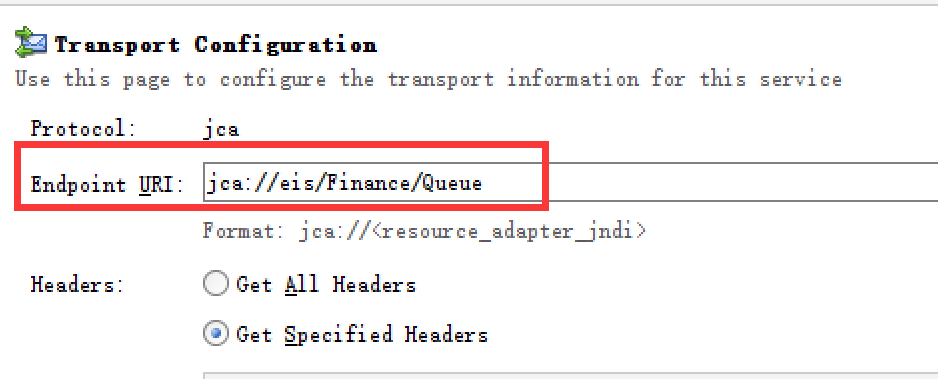 Transport Configuration
Use this page to configure the transport information for this service
Protocol: jca
Endpoint URI: jca://eis/Finance/Queue
Format: jca://<resource_adapter_jndi>
Headers: Get All Headers
Get Specified Headers